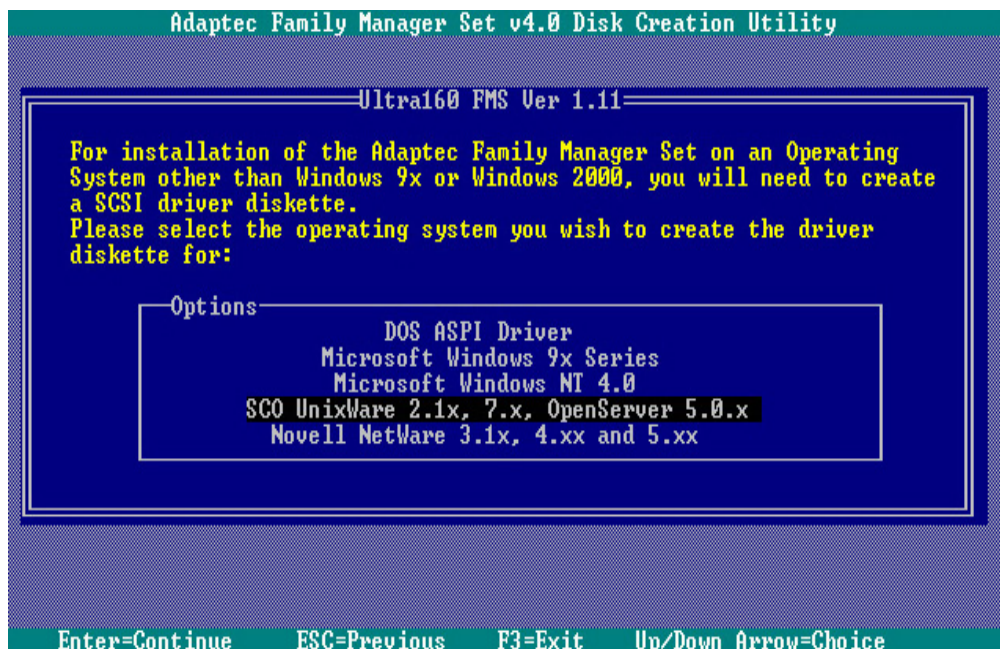 Adaptec Family Manager Set v4.0 Disk Creation Utility
Ultra160 FMS Ver 1.11
For installation of the Adaptec Family Manager Set on an Operating
System other than Windows 9x or Windows 2000, you will need to create
a SCSI driver diskette.
Please select the operating system you wish to create the driver
diskette for:
Options
DOS ASPI Driver
Microsoft Windows 9x Series
Microsoft Windows NT 4.0
SCO UnixWare 2.1x, 7.x, OpenServer 5.0.x
Novell NetWare 3.1x, 4.xx and 5.xx
Enter=Continue ESC=Previous F3=Exit Up/Down Arrow=Choice